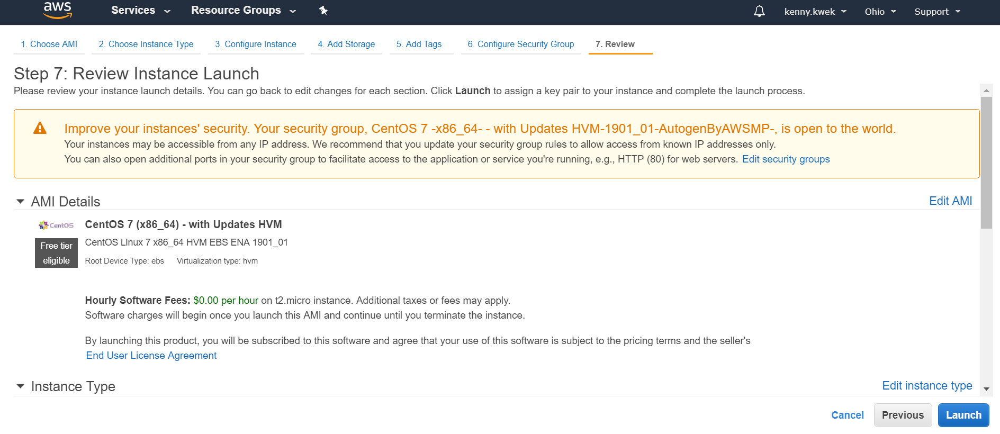 aws Services Resource Groups kenny.kwek Ohio Support
1. Choose AMI 2. Choose Instance Type 3. Configure Instance 4. Add Storage 5. Add Tags 6. Configure Security Group 7. Review
Step 7: Review Instance Launch
Please review your instance launch details. You can go back to edit changes for each section. Click Launch to assign a key pair to your instance and complete the launch process.
Improve your instances' security. Your security group, CentOS 7 -x86_64- - with Updates HVM-1901_01-AutogenByAWSMP-, is open to the world.
Your instances may be accessible from any IP address. We recommend that you update your security group rules to allow access from known IP addresses only.
You can also open additional ports in your security group to facilitate access to the application or service you're running, e.g., HTTP (80) for web servers. Edit security groups
AMI Details Edit AMI
CentOS CentOS 7 (x86_64) - with Updates HVM
Free tier eligible
CentOS Linux 7 x86_64 HVM EBS ENA 1901_01
Root Device Type: ebs Virtualization type: hvm
Hourly Software Fees: $0.00 per hour on t2.micro instance. Additional taxes or fees may apply.
Software charges will begin once you launch this AMI and continue until you terminate the instance.
By launching this product, you will be subscribed to this software and agree that your use of this software is subject to the pricing terms and the seller's
End User License Agreement
Instance Type Edit instance type
Cancel Previous Launch